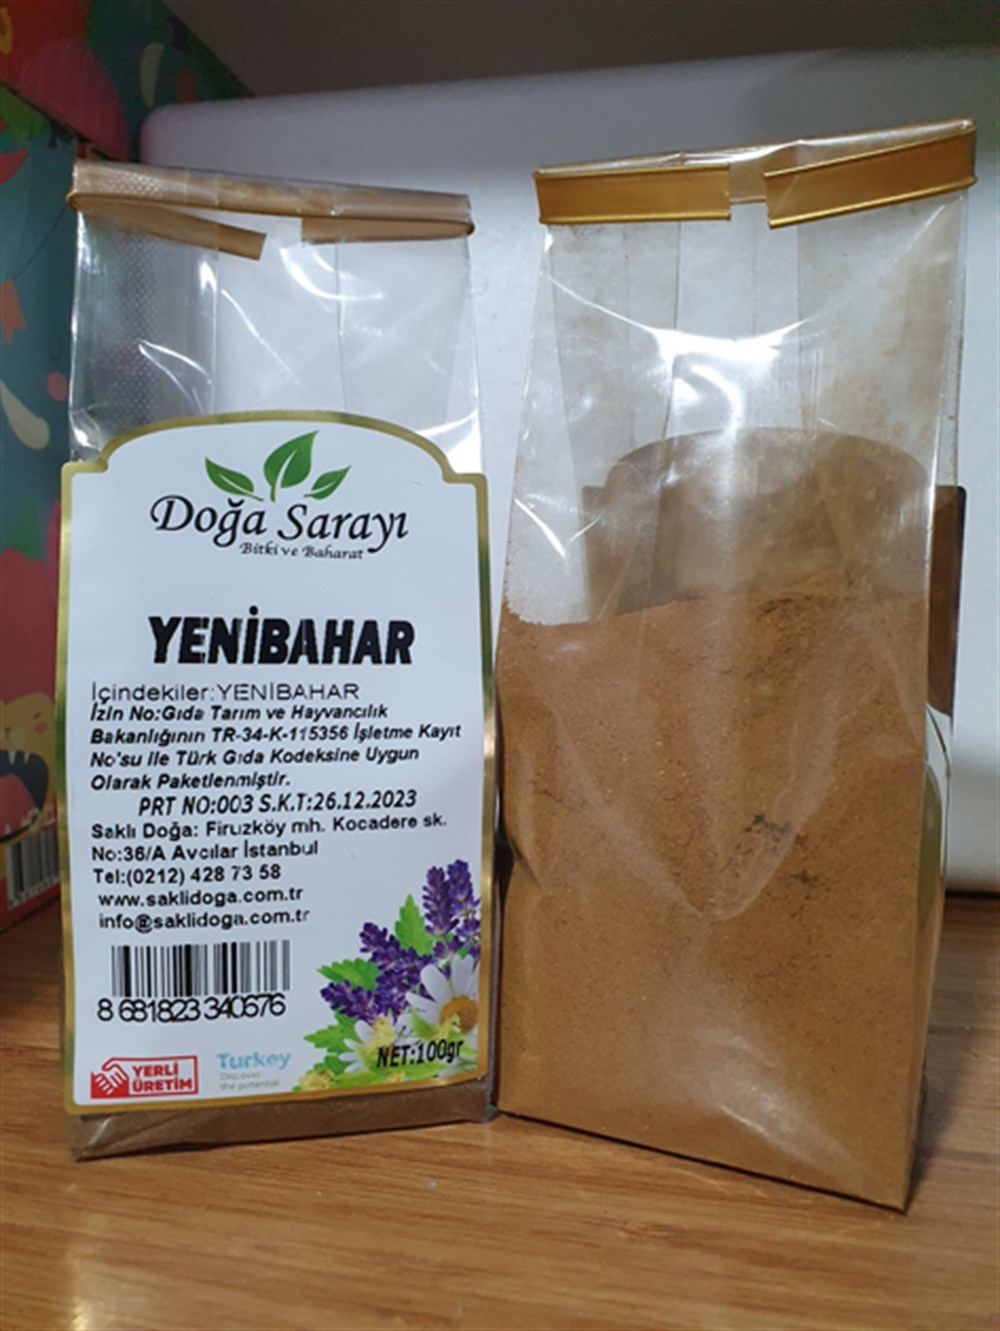 Doğa Sarayı
Bitki ve Baharat
YENİBAHAR
İçindekiler:YENİBAHAR
İzin No:Gıda Tarım ve Hayvancılık
Bakanlığının TR-34-K-115356 İşletme Kayıt
No'su ile Türk Gıda Kodeksine Uygun
Olarak Paketlenmiştir.
PRT NO:003 S.K.T:26.12.2023
Saklı Doğa: Firuzköy mh. Kocadere sk.
No:36/A Avcılar İstanbul
Tel:(0212) 428 73 58
www.saklidoga.com.tr
info@saklidoga.com.tr
8 681823 340676
YERLİ
ÜRETİM
Turkey
Discover
the potential
NET:100gr